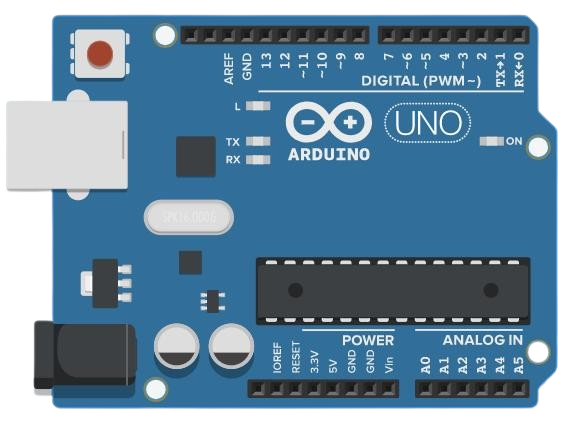 AREF
GND
13
12
~11
~10
~9
8
7
~6
~5
4
~3
2
TX→1
RX←0
DIGITAL (PWM~)
L
TX
RX
ARDUINO
UNO
ON
SPK16.000G
POWER
ANALOG IN
IOREF
RESET
3.3V
5V
GND
GND
Vin
A0
A1
A2
A3
A4
A5